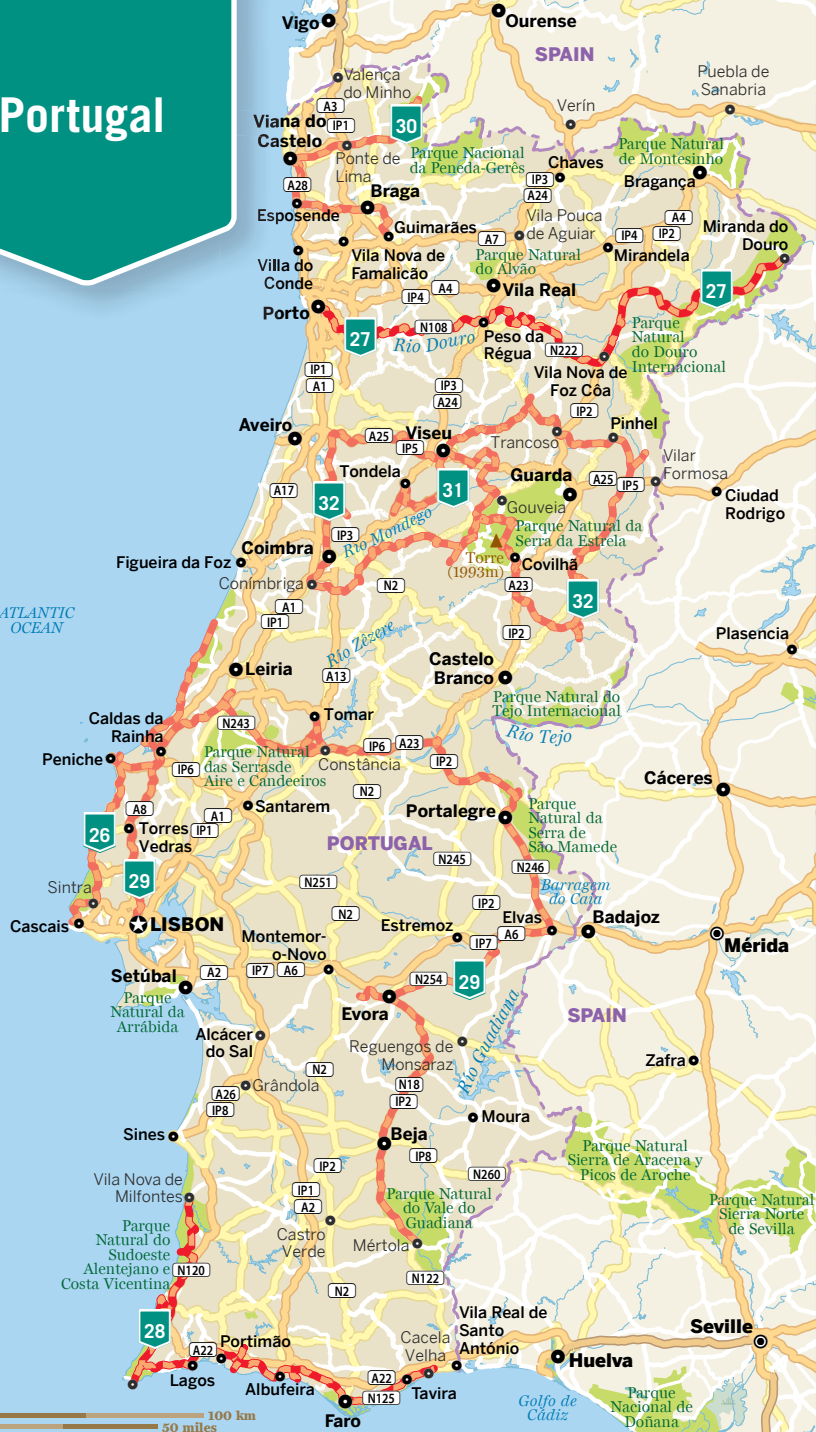 Portugal
Vigo
Ourense
SPAIN
Valença
do Minho
Puebla de
Sanabria
A3
IP1
Verín
Viana do
Castelo
30
Ponte de
Lima
Parque Nacional
da Peneda-Gerês
Chaves
Parque Natural
de Montesinho
IP3
A24
Bragança
A28
Braga
Esposende
Guimarães
Vila Pouca
de Aguiar
A4
IP2
IP4
Miranda do
Douro
A7
Vila Nova de
Famalicão
Parque Natural
do Alvão
Mirandela
Villa do
Conde
A4
IP4
Vila Real
27
Porto
27
N108
Río Douro
Peso da
Régua
N222
Parque
Natural
do Douro
Internacional
Vila Nova de
Foz Côa
IP1
A1
IP3
A24
IP2
Aveiro
A25
IP5
Viseu
Trancoso
Pinhel
Tondela
Guarda
A25
IP5
Vilar
Formosa
A17
32
31
Gouveia
Ciudad
Rodrigo
IP3
Río Mondego
Parque Natural da
Serra da Estrela
Coimbra
Torre
(1993m)
Covilhã
Figueira da Foz
Conímbriga
N2
A23
32
A1
IP1
ATLANTIC
OCEAN
Río Zêzere
IP2
Plasencia
Leiria
A13
Castelo
Branco
Parque Natural do
Tejo Internacional
Caldas da
Rainha
N243
Tomar
Río Tejo
Peniche
IP6
Parque Natural
das Serrasde
Aire e Candeeiros
Constância
IP6
A23
IP2
Cáceres
N2
A8
Santarem
Portalegre
Parque
Natural da
Serra de
São Mamede
26
Torres
Vedras
A1
IP1
PORTUGAL
N245
N246
29
Sintra
N251
Barragem
do Caia
N2
IP2
Cascais
LISBON
Estremoz
Elvas
Badajoz
A6
IP7
Mérida
Montemor-
o-Novo
Setúbal
A2
IP7
A6
N254
29
Parque
Natural da
Arrábida
Evora
SPAIN
Alcácer
do Sal
Reguengos de
Monsaraz
Río Guadiana
Zafra
N2
A26
IP8
Grândola
N18
IP2
Moura
Sines
Beja
IP8
Parque Natural
Sierra de Aracena y
Picos de Aroche
IP2
N260
Vila Nova de
Milfontes
IP1
A2
Parque Natural
do Vale do
Guadiana
Parque Natural
Sierra Norte
de Sevilla
Parque
Natural do
Sudoeste
Alentejano e
Costa Vicentina
Castro
Verde
Mértola
N120
N122
N2
28
A22
Portimão
Cacela
Velha
Vila Real de
Santo
António
Seville
Lagos
Albufeira
A22
N125
Tavira
Huelva
Faro
Golfo de
Cádiz
Parque
Nacional de
Doñana
100 km
50 miles